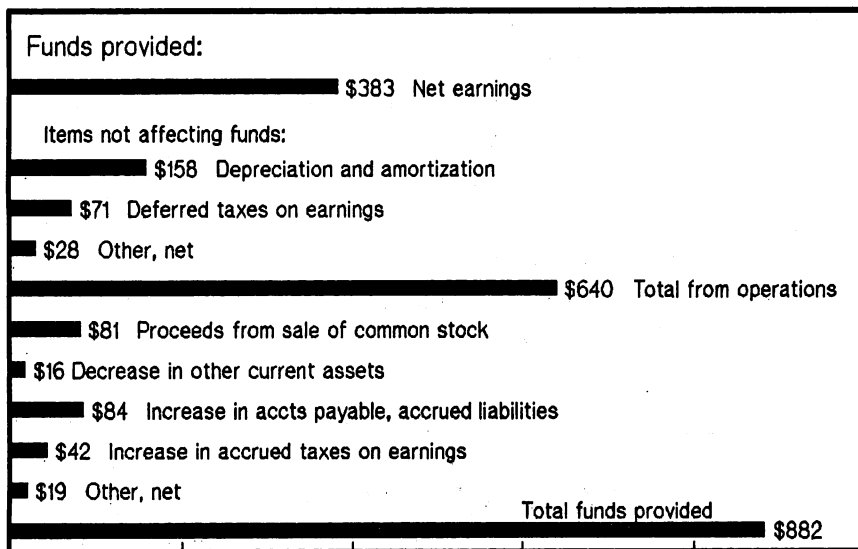 Funds provided:
$383 Net earnings
Items not affecting funds:
$158 Depreciation and amortization
$71 Deferred taxes on earnings
$28 Other, net
$640 Total from operations
$81 Proceeds from sale of common stock
$16 Decrease in other current assets
$84 Increase in accts payable, accrued liabilities
$42 Increase in accrued taxes on earnings
$19 Other, net
Total funds provided
$882